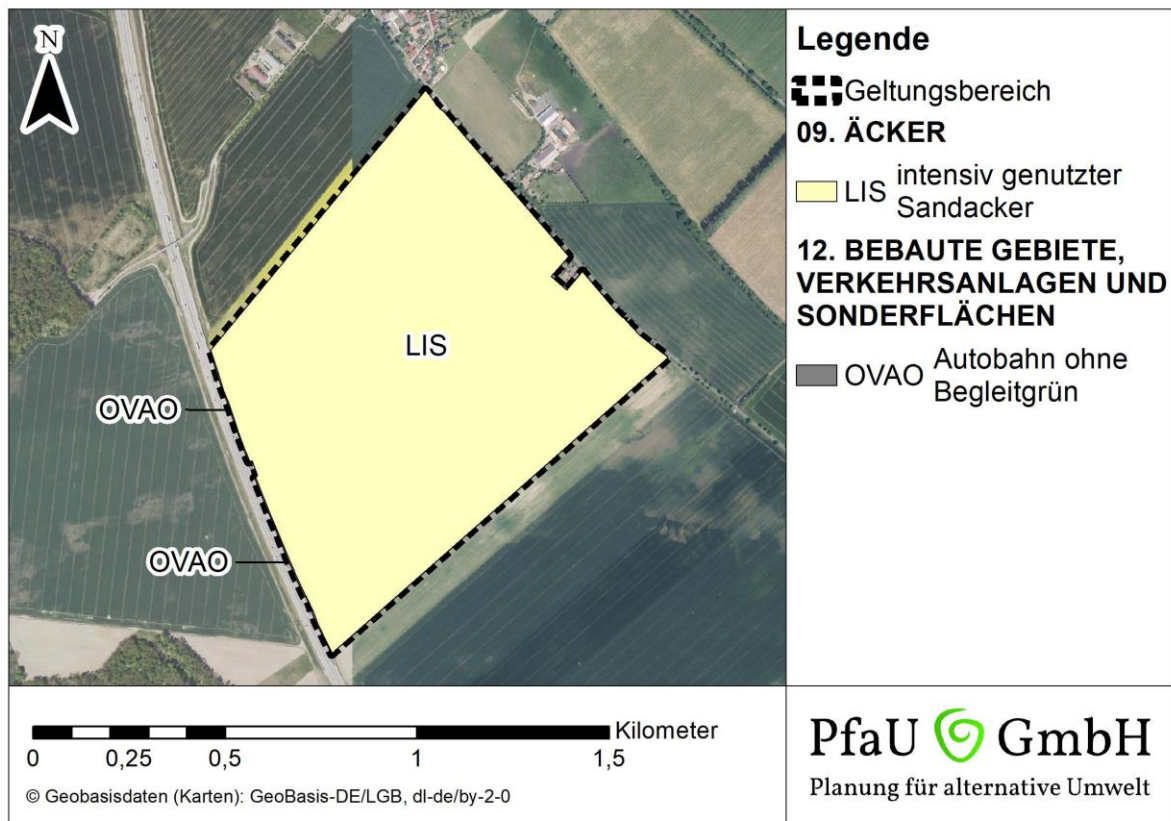 N
LIS
OVAO
OVAO
Legende
Geltungsbereich
09. ÄCKER
LIS intensiv genutzter
Sandacker
12. BEBAUTE GEBIETE,
VERKEHRSANLAGEN UND
SONDERFLÄCHEN
OVAO Autobahn ohne
Begleitgrün
Kilometer
0 0,25 0,5 1 1,5
© Geobasisdaten (Karten): GeoBasis-DE/LGB, dl-de/by-2-0
PfaU GmbH
Planung für alternative Umwelt